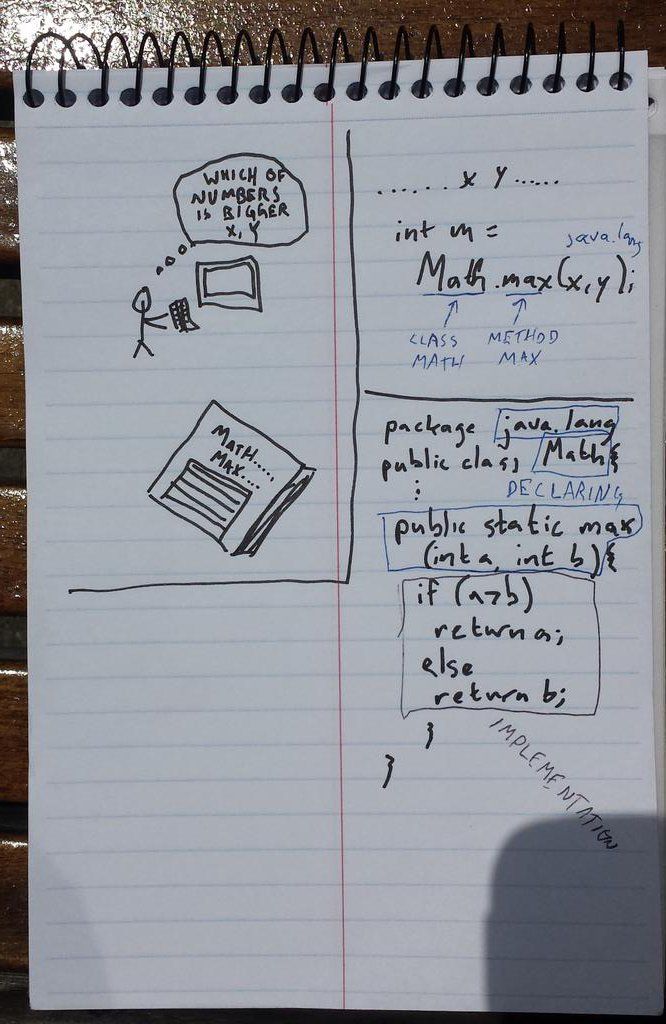 WHICH OF
NUMBERS
IS BIGGER
X, Y
MATH.....
MAX....
...... x y ......
int m =
java.lang
Math.max(x,y);
CLASS METHOD
MATH MAX
package java.lang
public class Math{
:
DECLARING
public static max
(int a, int b){
if (a>b)
return a;
else
return b;
}
}
IMPLEMENTATION